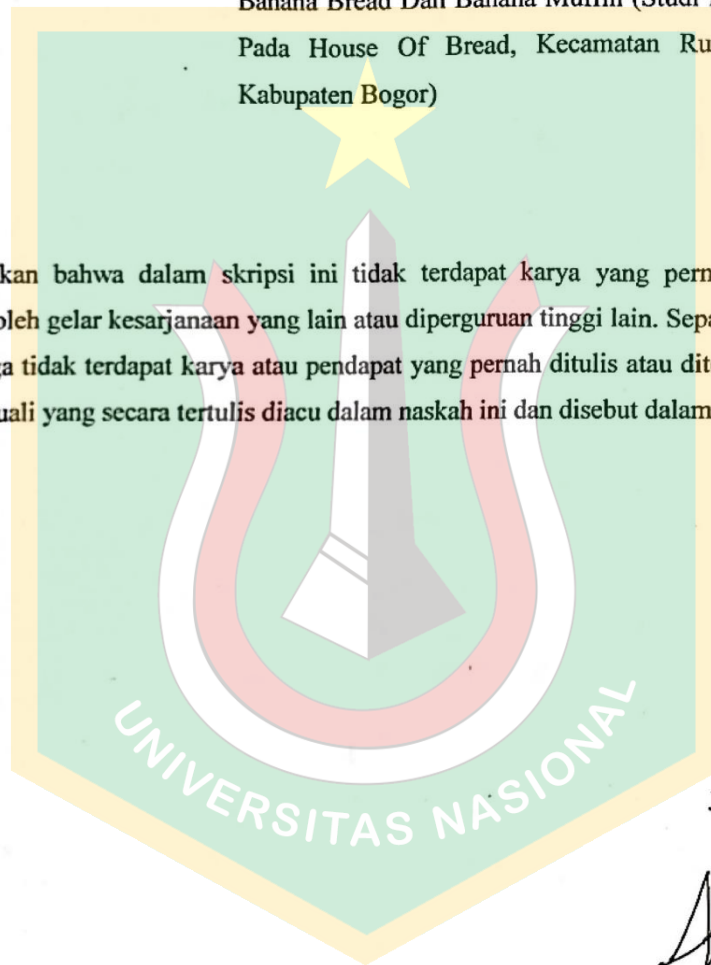 Banana Bread Dan Banana Muffin (Studi
Pada House Of Bread, Kecamatan Ru
Kabupaten Bogor)
kan bahwa dalam skripsi ini tidak terdapat karya yang pern
oleh gelar kesarjanaan yang lain atau diperguruan tinggi lain. Sepa
a tidak terdapat karya atau pendapat yang pernah ditulis atau dit
uali yang secara tertulis diacu dalam naskah ini dan disebut dalam
UNIVERSITAS NASIONAL